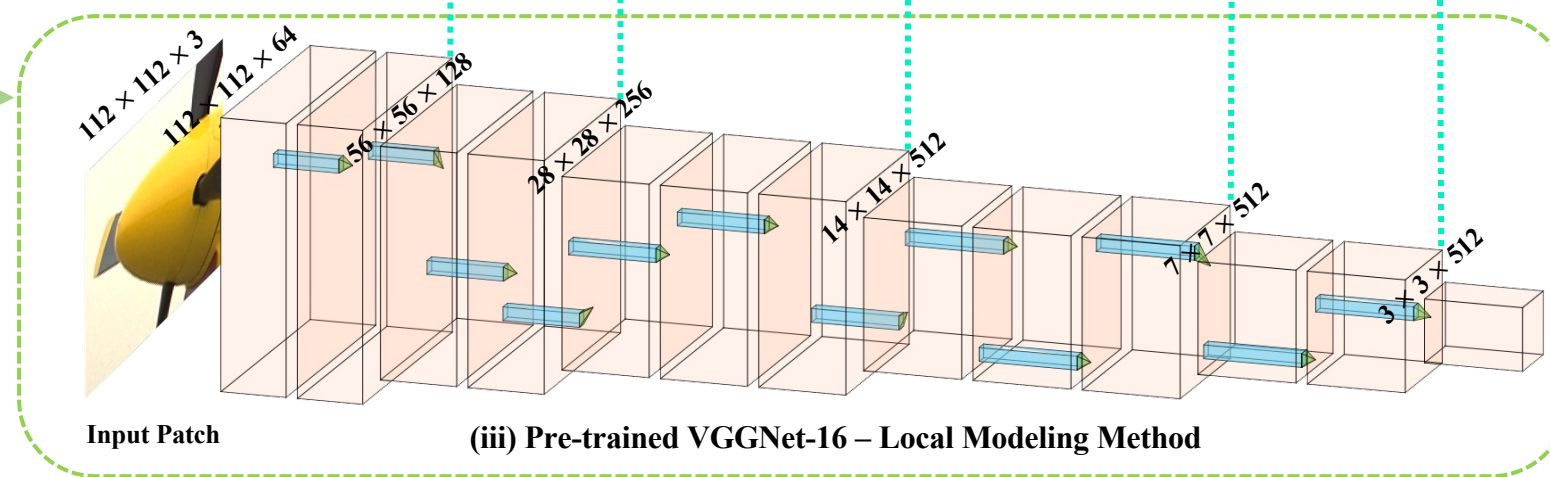 112 × 112 × 3
112 × 112 × 64
56 × 56 × 128
28 × 28 × 256
14 × 14 × 512
7 × 7 × 512
3 × 3 × 512
Input Patch
(iii) Pre-trained VGGNet-16 – Local Modeling Method